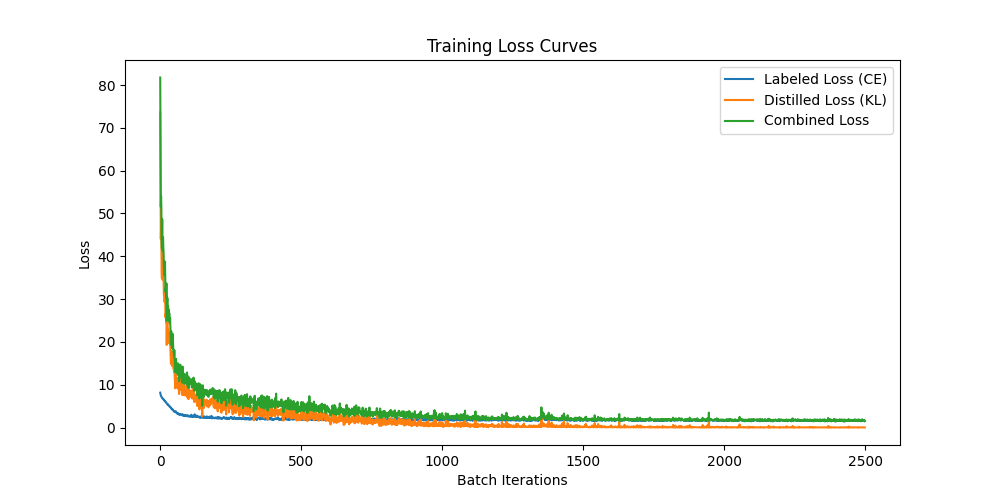 Training Loss Curves
Labeled Loss (CE)
Distilled Loss (KL)
Combined Loss
Loss
80
70
60
50
40
30
20
10
0
0 500 1000 1500 2000 2500
Batch Iterations